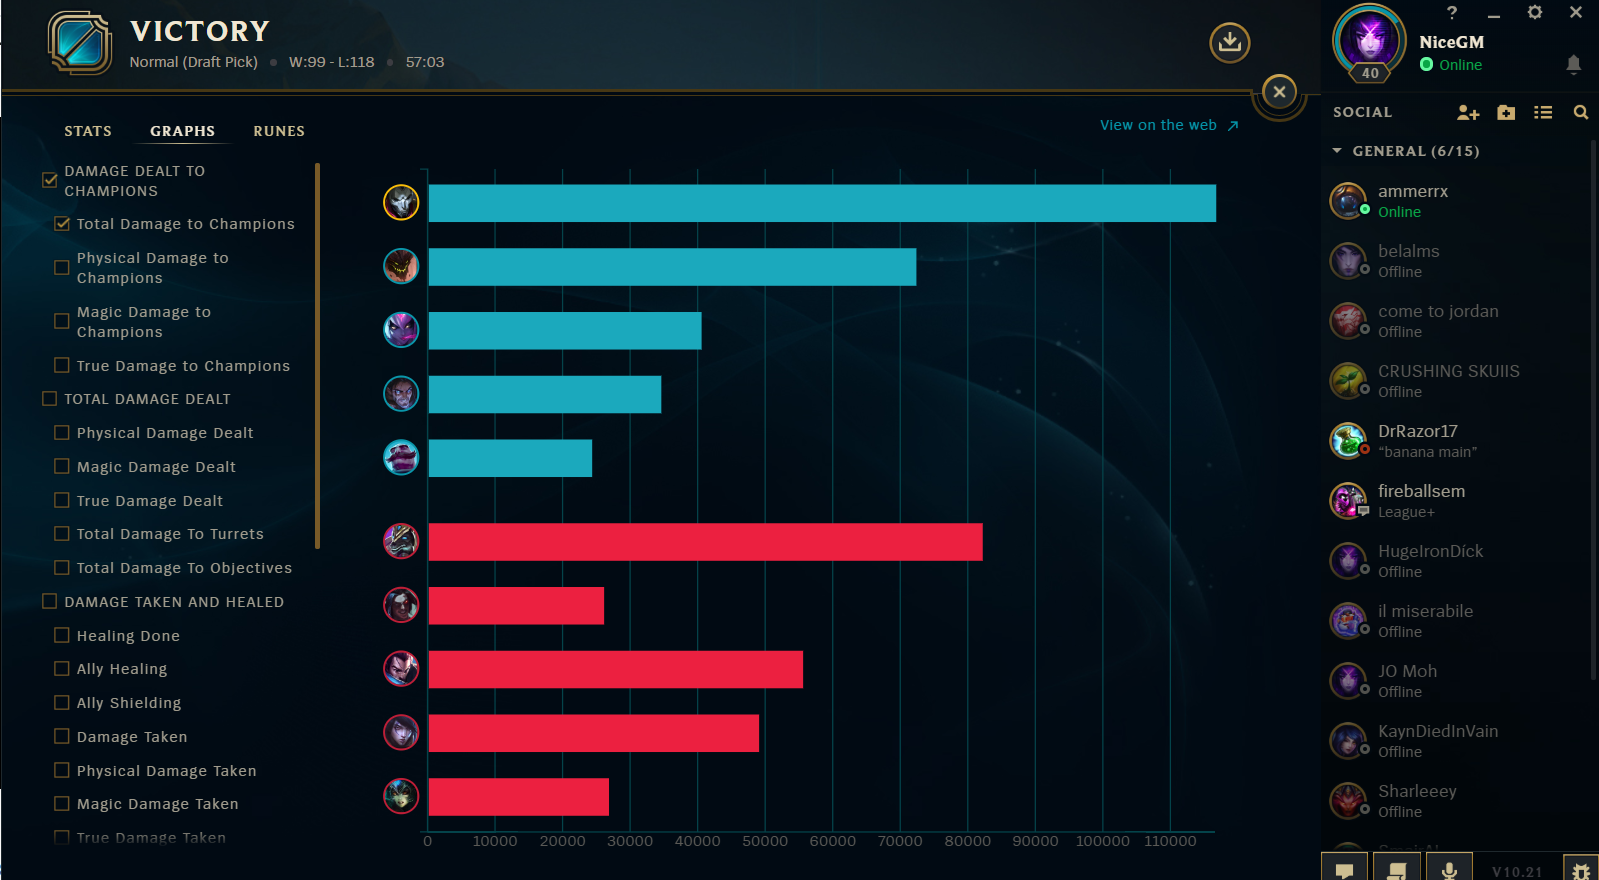 VICTORY
Normal (Draft Pick) • W:99 - L:118 • 57:03
STATS GRAPHS RUNES
View on the web ↗
DAMAGE DEALT TO
CHAMPIONS
Total Damage to Champions
Physical Damage to
Champions
Magic Damage to
Champions
True Damage to Champions
TOTAL DAMAGE DEALT
Physical Damage Dealt
Magic Damage Dealt
True Damage Dealt
Total Damage To Turrets
Total Damage To Objectives
DAMAGE TAKEN AND HEALED
Healing Done
Ally Healing
Ally Shielding
Damage Taken
Physical Damage Taken
Magic Damage Taken
True Damage Taken
0 10000 20000 30000 40000 50000 60000 70000 80000 90000 100000 110000
?
40
NiceGM
Online
SOCIAL
GENERAL (6/15)
ammerrx
Online
belalms
Offline
come to jordan
Offline
CRUSHING SKUIIS
Offline
DrRazor17
“banana main”
fireballsem
League+
HugeIronDíck
Offline
il miserabile
Offline
JO Moh
Offline
KaynDiedInVain
Offline
Sharleeey
Offline
V10.21